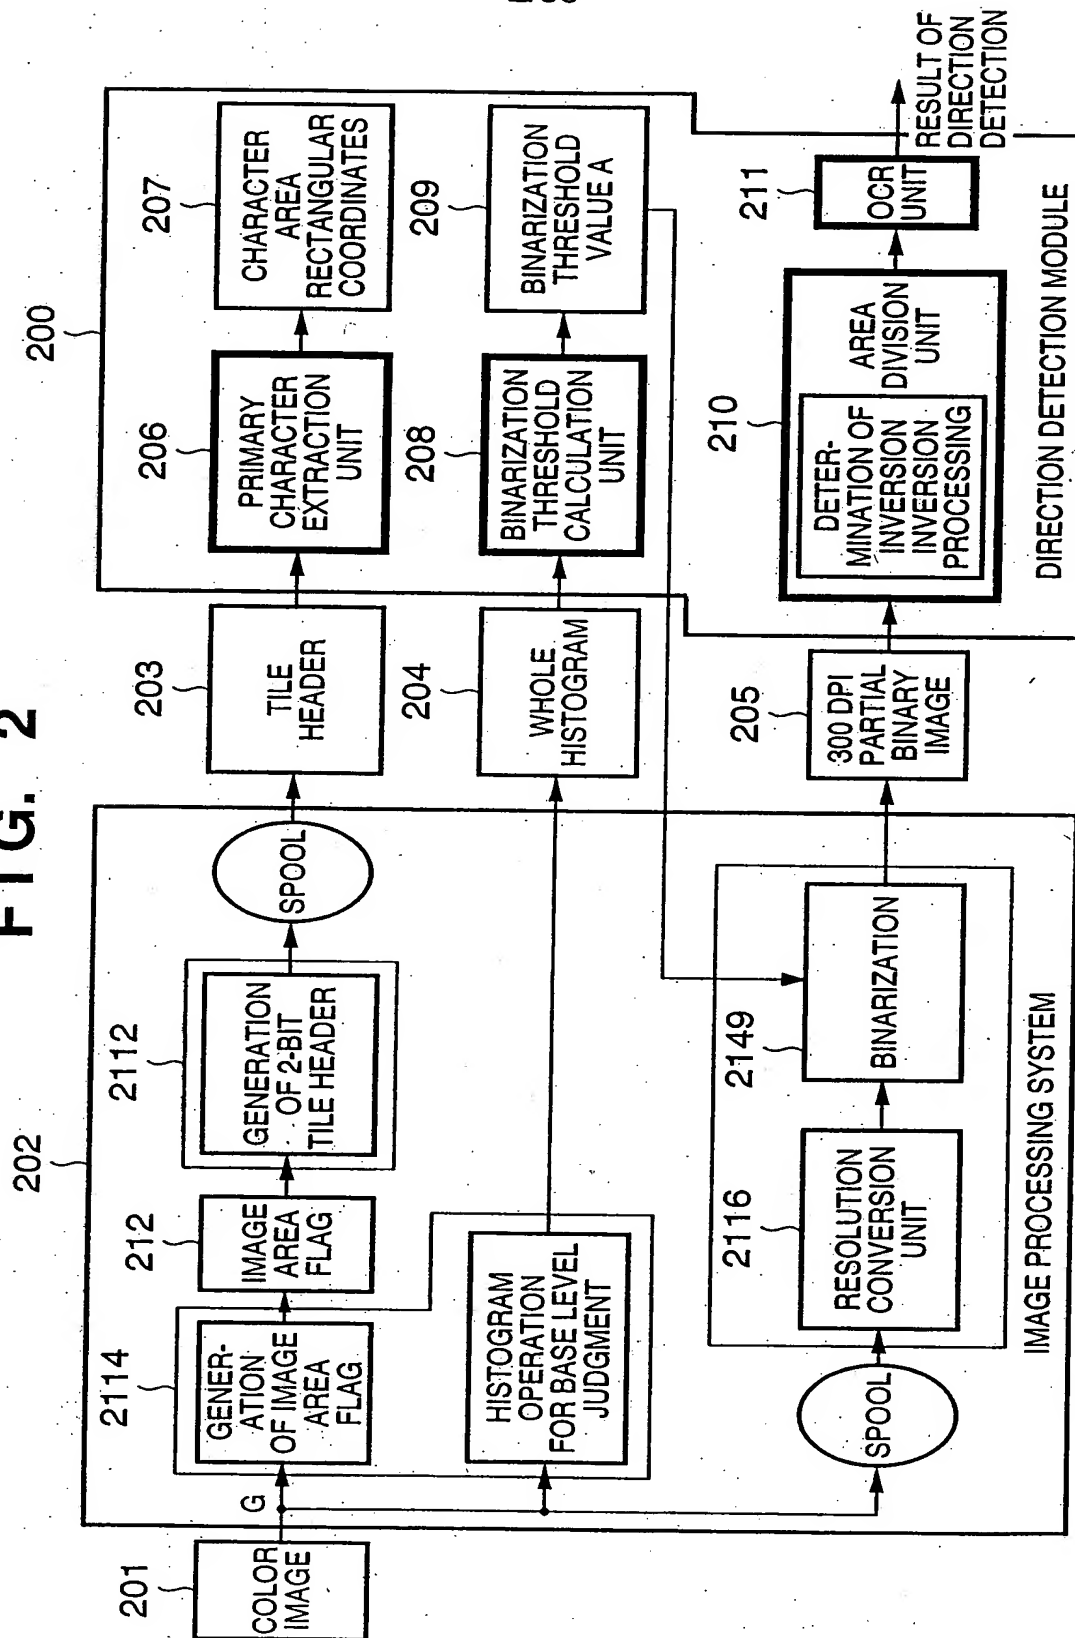 FIG. 2
202
200
201
COLOR
IMAGE
G
2114
GENER-
ATION
OF IMAGE
AREA
FLAG
212
IMAGE
AREA
FLAG
2112
GENERATION
OF 2-BIT
TILE HEADER
SPOOL
203
TILE
HEADER
206
PRIMARY
CHARACTER
EXTRACTION
UNIT
207
CHARACTER
AREA
RECTANGULAR
COORDINATES
HISTOGRAM
OPERATION
FOR BASE LEVEL
JUDGMENT
204
WHOLE
HISTOGRAM
208
BINARIZATION
THRESHOLD
CALCULATION
UNIT
209
BINARIZATION
THRESHOLD
VALUE A
SPOOL
2116
RESOLUTION
CONVERSION
UNIT
2149
BINARIZATION
205
300 DPI
PARTIAL
BINARY
IMAGE
210
DETER-
MINATION OF
INVERSION
INVERSION
PROCESSING
AREA
DIVISION
UNIT
211
OCR
UNIT
RESULT OF
DIRECTION
DETECTION
IMAGE PROCESSING SYSTEM
DIRECTION DETECTION MODULE